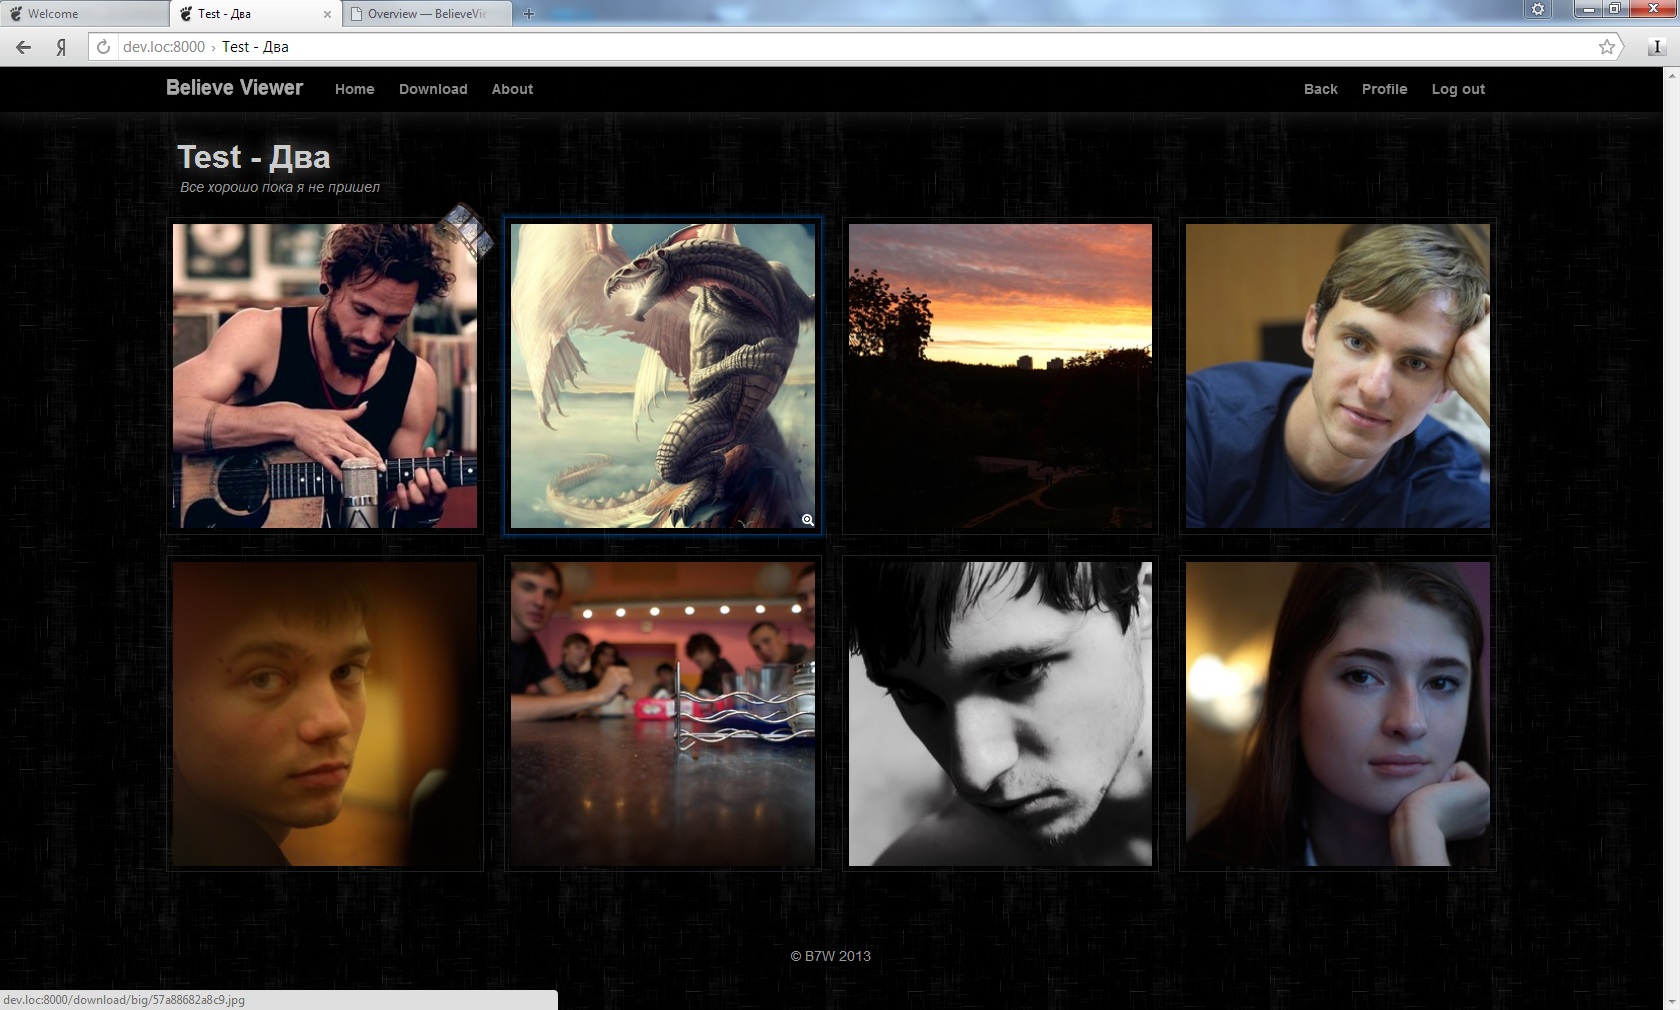 Welcome
Test - Два
Overview — BelieveVie
Я
dev.loc:8000 › Test - Два
I
Believe Viewer
Home
Download
About
Back
Profile
Log out
Test - Два
Все хорошо пока я не пришел
© B7W 2013
dev.loc:8000/download/big/57a88682a8c9.jpg